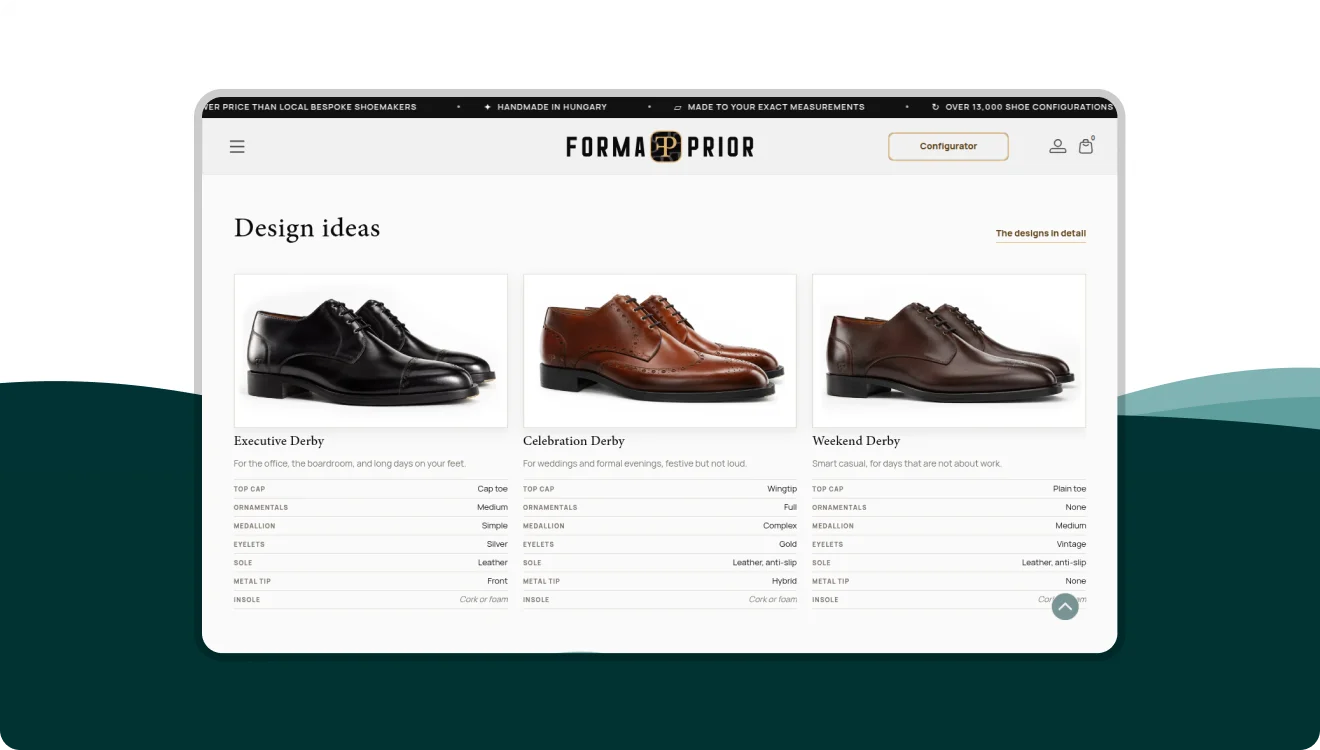 PRICE THAN LOCAL BESPOKE SHOEMAKERS • ✦ HANDMADE IN HUNGARY • MADE TO YOUR EXACT MEASUREMENTS • ↻ OVER 13,000 SHOE CONFIGURATIONS
FORMA PRIOR
Configurator
0
Design ideas
The designs in detail
Executive Derby
For the office, the boardroom, and long days on your feet.
TOP CAP Cap toe
ORNAMENTALS Medium
MEDALLION Simple
EYELETS Silver
SOLE Leather
METAL TIP Front
INSOLE Cork or foam
Celebration Derby
For weddings and formal evenings, festive but not loud.
TOP CAP Wingtip
ORNAMENTALS Full
MEDALLION Complex
EYELETS Gold
SOLE Leather, anti-slip
METAL TIP Hybrid
INSOLE Cork or foam
Weekend Derby
Smart casual, for days that are not about work.
TOP CAP Plain toe
ORNAMENTALS None
MEDALLION Medium
EYELETS Vintage
SOLE Leather, anti-slip
METAL TIP None
INSOLE